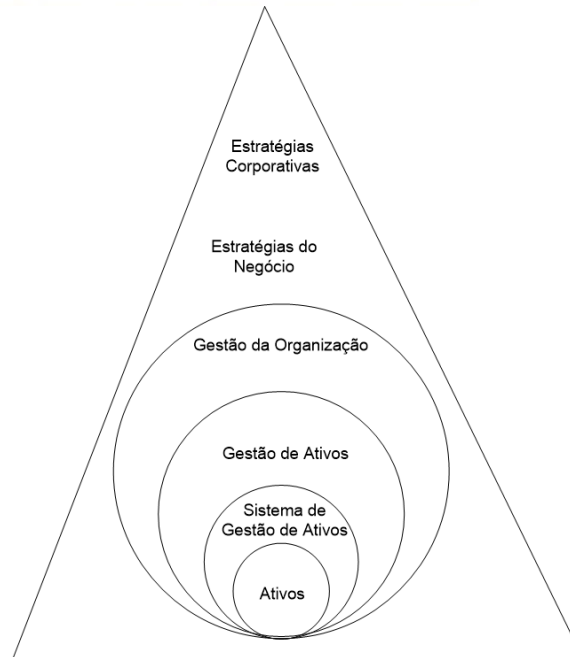 Estratégias
Corporativas
Estratégias do
Negócio
Gestão da Organização
Gestão de Ativos
Sistema de
Gestão de Ativos
Ativos